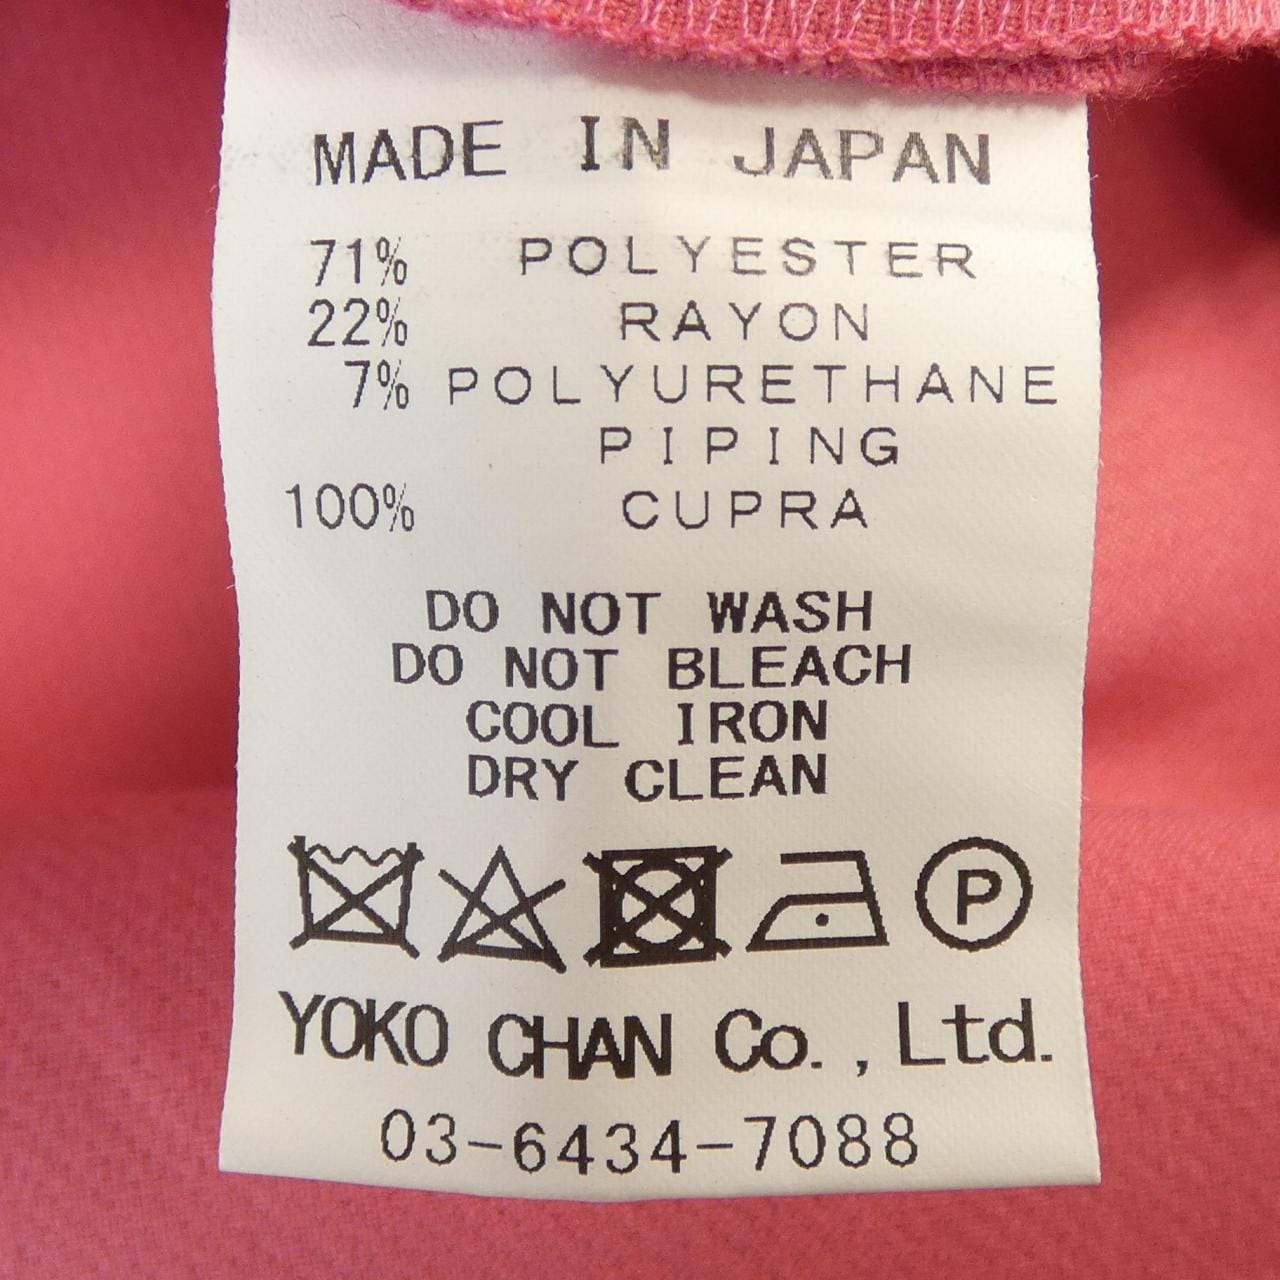 MADE IN JAPAN
71% POLYESTER
22% RAYON
7% POLYURETHANE
PIPING
100% CUPRA
DO NOT WASH
DO NOT BLEACH
COOL IRON
DRY CLEAN
P
YOKO CHAN Co., Ltd.
03-6434-7088